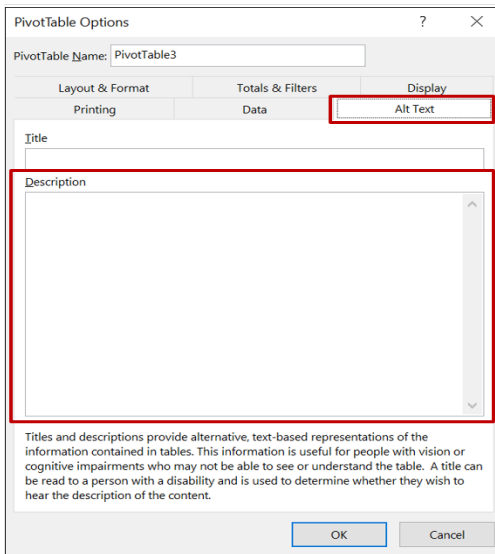 PivotTable Options ?
PivotTable Name: PivotTable3
Layout & Format Totals & Filters Display
Printing Data Alt Text
Title
Description
Titles and descriptions provide alternative, text-based representations of the
information contained in tables. This information is useful for people with vision or
cognitive impairments who may not be able to see or understand the table. A title can
be read to a person with a disability and is used to determine whether they wish to
hear the description of the content.
OK Cancel